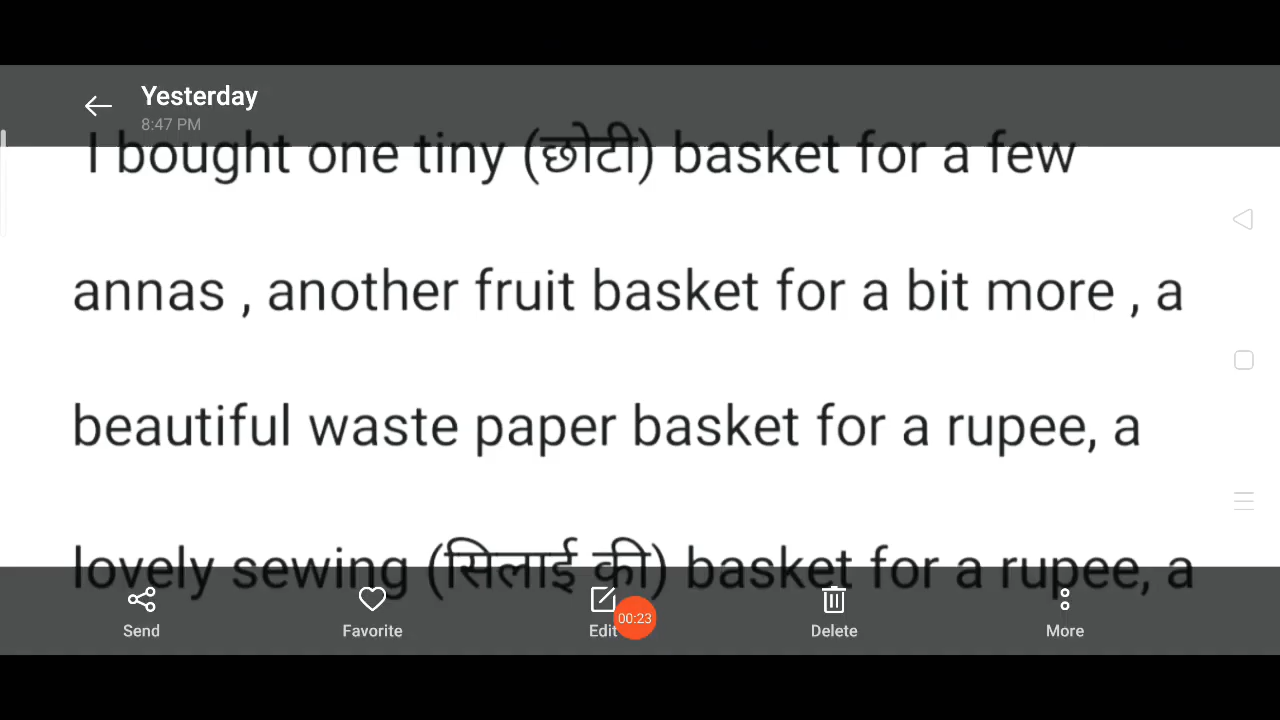 Yesterday
8:47 PM
I bought one tiny (छोटी) basket for a few
annas , another fruit basket for a bit more , a
beautiful waste paper basket for a rupee, a
lovely sewing (सिलाई की) basket for a rupee, a
Send Favorite Edit 00:23 Delete More